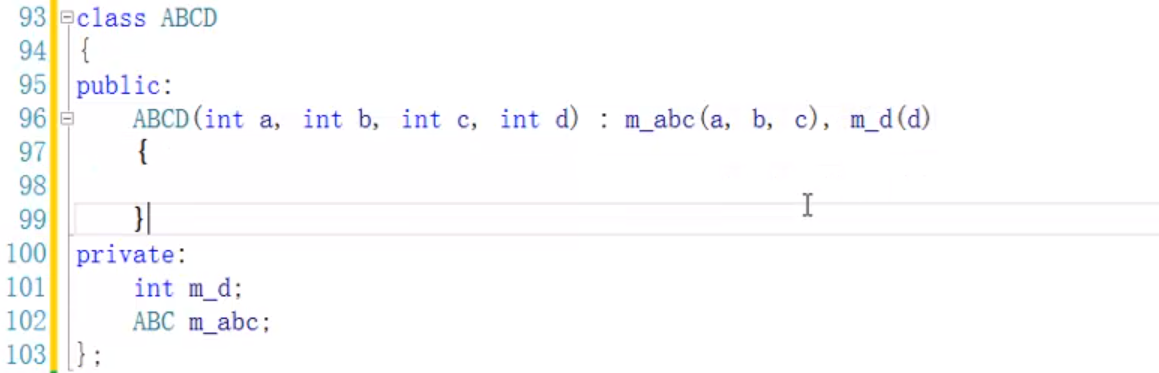 93 class ABCD
94 {
95 public:
96     ABCD(int a, int b, int c, int d) : m_abc(a, b, c), m_d(d)
97     {
98
99     }
100 private:
101     int m_d;
102     ABC m_abc;
103 };